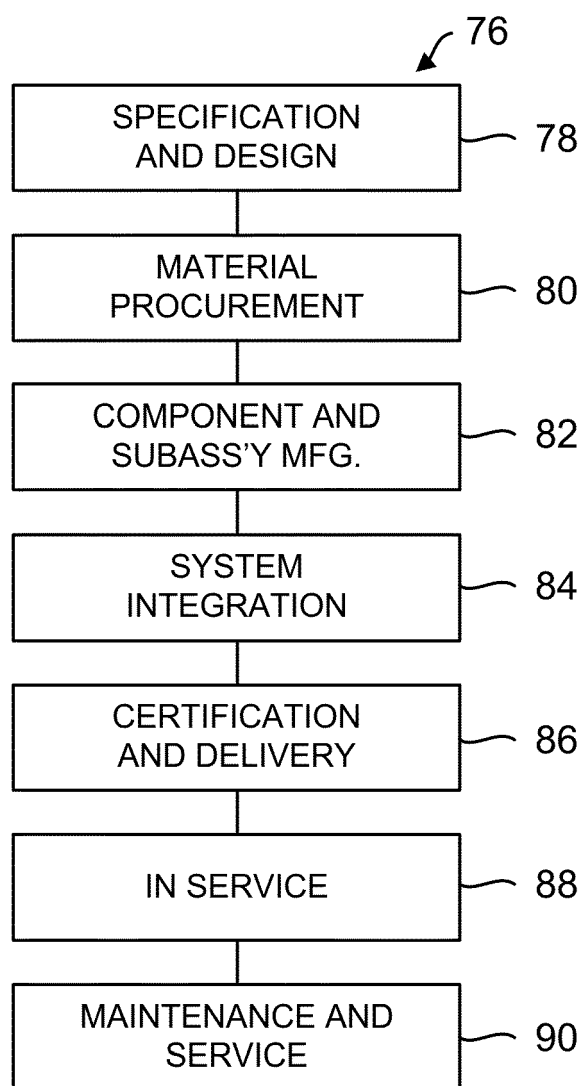 76
SPECIFICATION
AND DESIGN
78
MATERIAL
PROCUREMENT
80
COMPONENT AND
SUBASS’Y MFG.
82
SYSTEM
INTEGRATION
84
CERTIFICATION
AND DELIVERY
86
IN SERVICE
88
MAINTENANCE AND
SERVICE
90